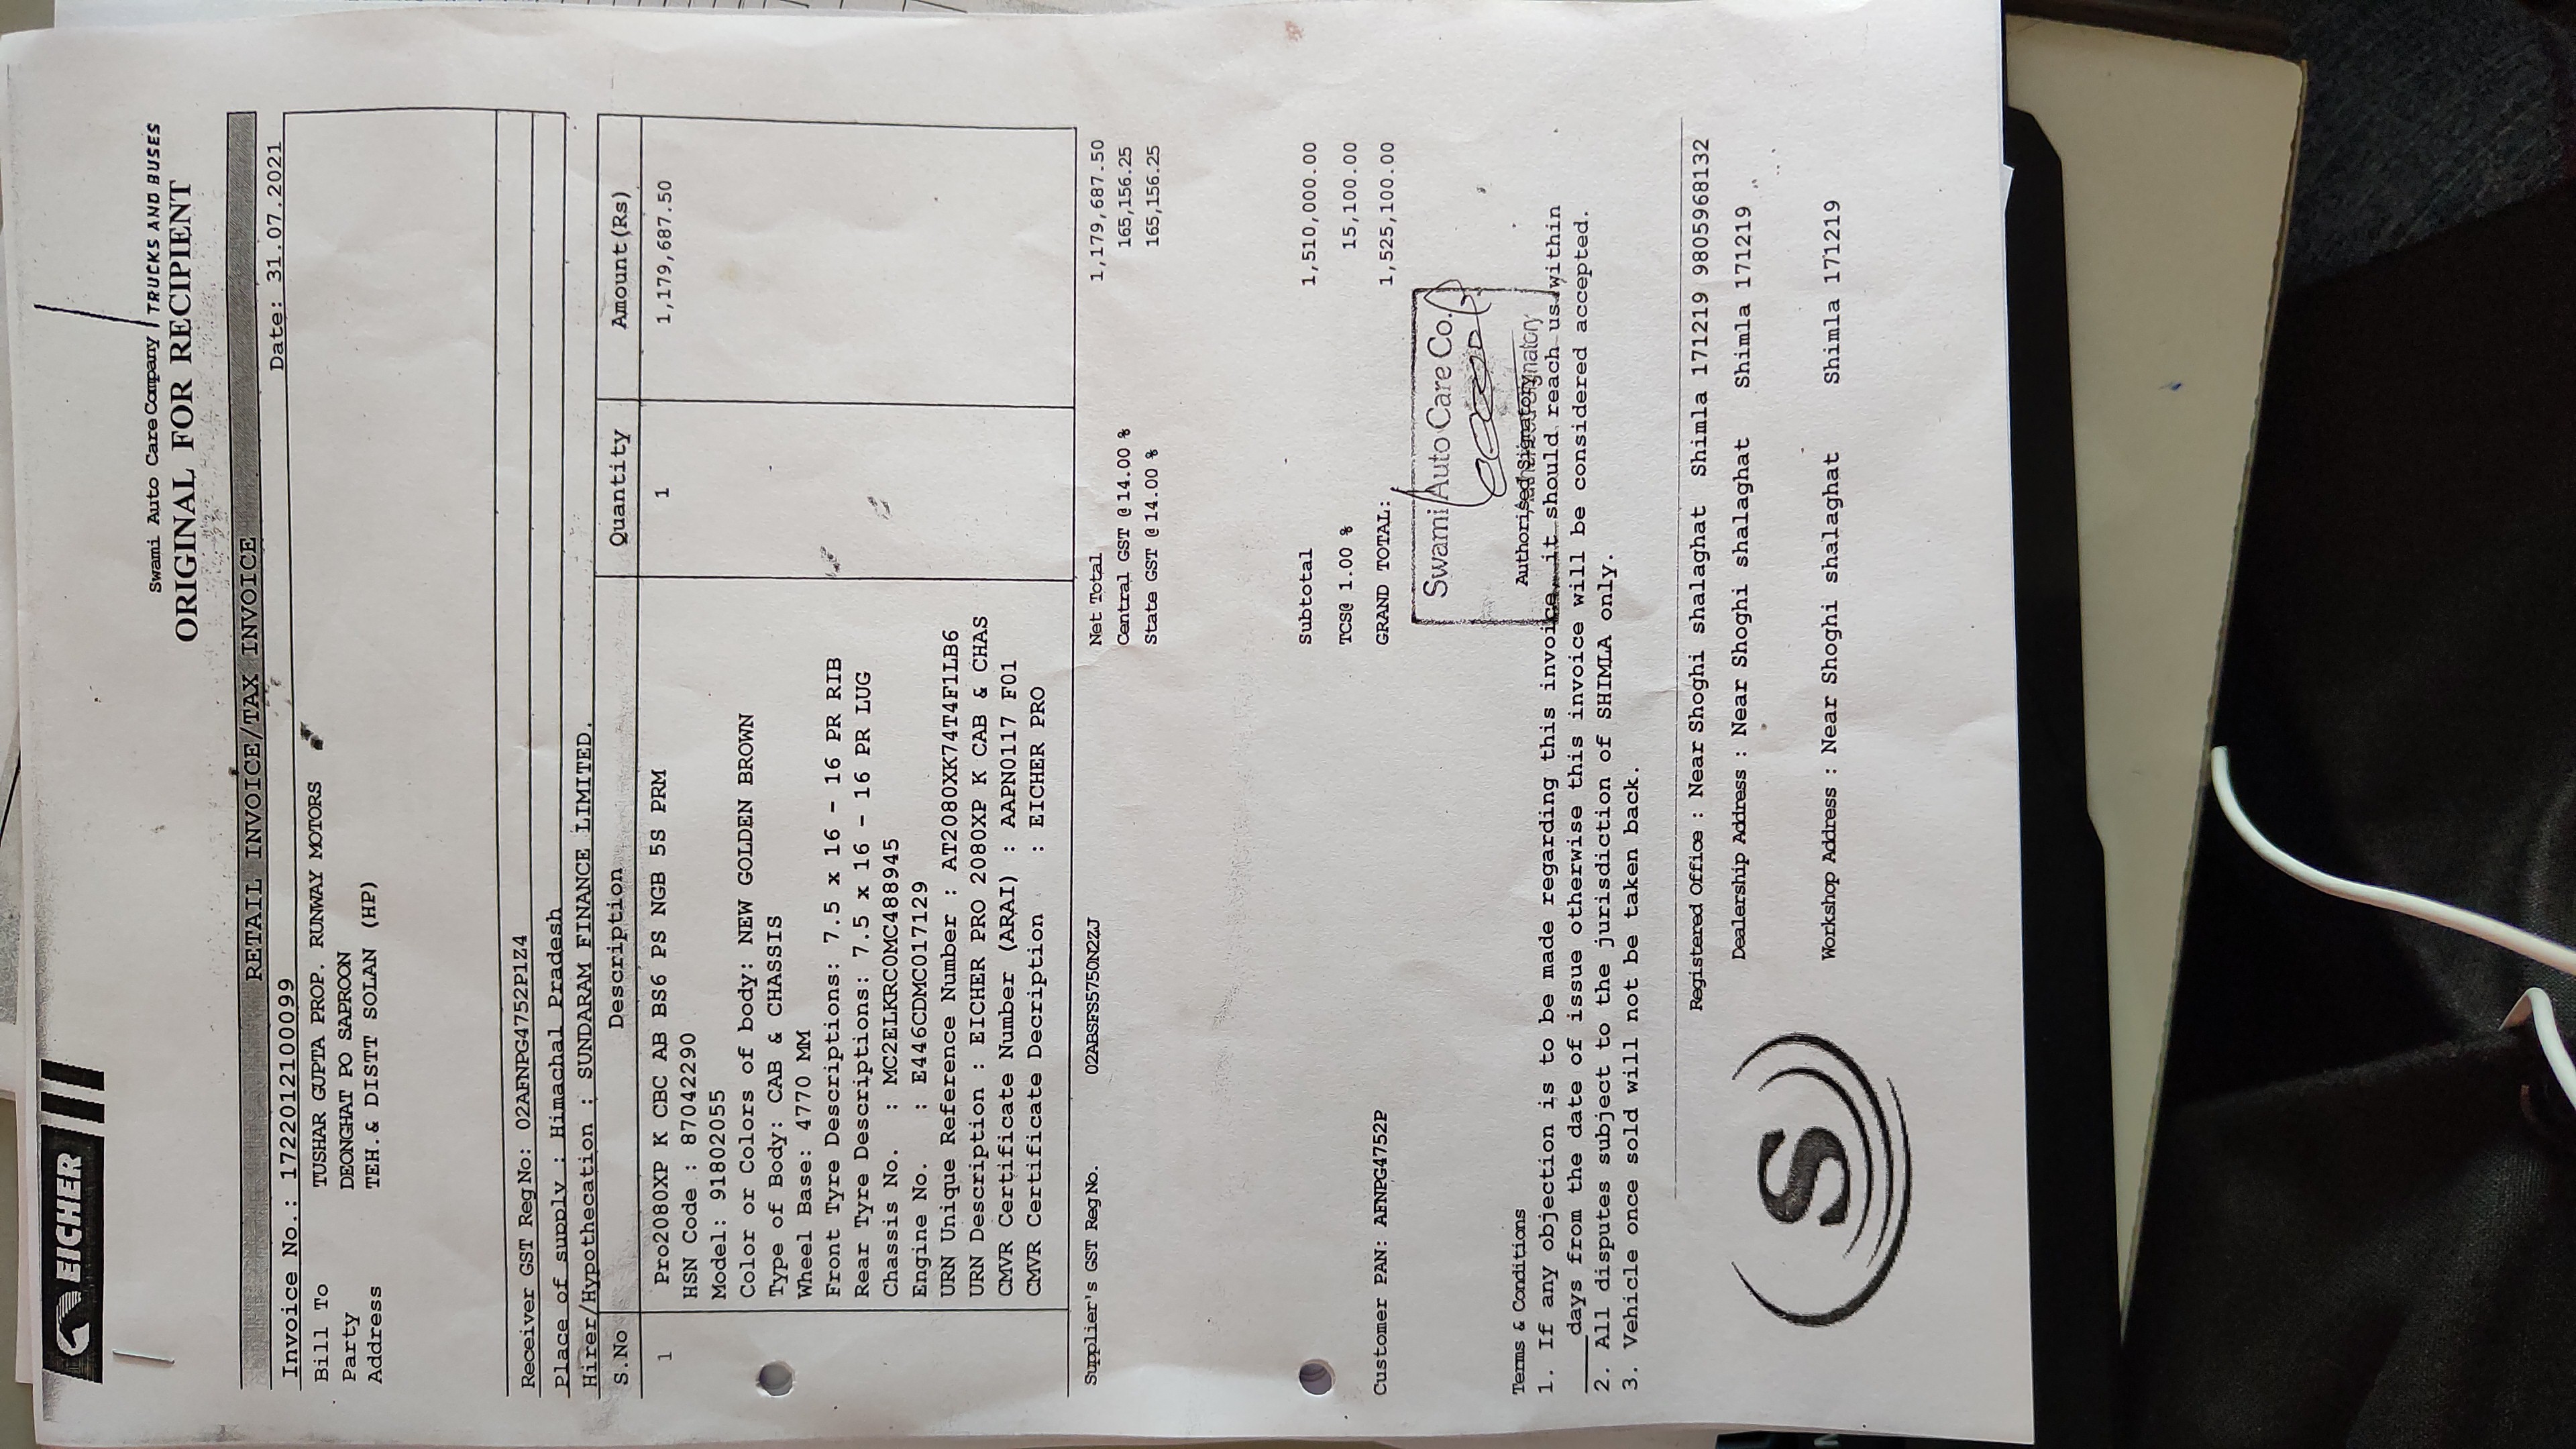 EICHER
Swami Auto Care Company / TRUCKS AND BUSES
ORIGINAL FOR RECIPIENT
RETAIL INVOICE/TAX INVOICE
Invoice No.: 172201212100099 Date: 31.07.2021
Bill To TUSHAR GUPTA PROP. RUNWAY MOTORS
Party DEONGHAT PO SAPROON
Address TEH.& DISTT SOLAN (HP)
Receiver GST Reg No: 02AFNPG4752P1Z4
Place of supply : Himachal Pradesh
Hirer/Hypothecation : SUNDARAM FINANCE LIMITED.
S.No Description Quantity Amount(Rs)
1 Pro2080XP K CBC AB BS6 PS NGB 5S PRM 1 1,179,687.50
HSN Code : 87042290
Model: 91802055
Color or Colors of body: NEW GOLDEN BROWN
Type of Body: CAB & CHASSIS
Wheel Base: 4770 MM
Front Tyre Descriptions: 7.5 x 16 - 16 PR RIB
Rear Tyre Descriptions: 7.5 x 16 - 16 PR LUG
Chassis No. : MC2ELKRC0MC488945
Engine No. : E446CDMC017129
URN Unique Reference Number : AT2080XK74T4F1LB6
URN Description : EICHER PRO 2080XP K CAB & CHAS
CMVR Certificate Number (ARAI) : AAPN0117 F01
CMVR Certificate Decription : EICHER PRO
Supplier's GST Reg No. 02ABSFS5750N2ZJ Net Total 1,179,687.50
Central GST @ 14.00 % 165,156.25
State GST @ 14.00 % 165,156.25
Subtotal 1,510,000.00
TCS@ 1.00 % 15,100.00
Customer PAN: AFNPG4752P GRAND TOTAL: 1,525,100.00
Swami Auto Care Co.
Authorised Signatory
Terms & Conditions
1. If any objection is to be made regarding this invoice, it should reach us within
days from the date of issue otherwise this invoice will be considered accepted.
2. All disputes subject to the jurisdiction of SHIMLA only.
3. Vehicle once sold will not be taken back.
Registered Office : Near Shoghi shalaghat Shimla 171219 9805968132
Dealership Address : Near Shoghi shalaghat Shimla 171219
Workshop Address : Near Shoghi shalaghat Shimla 171219
S